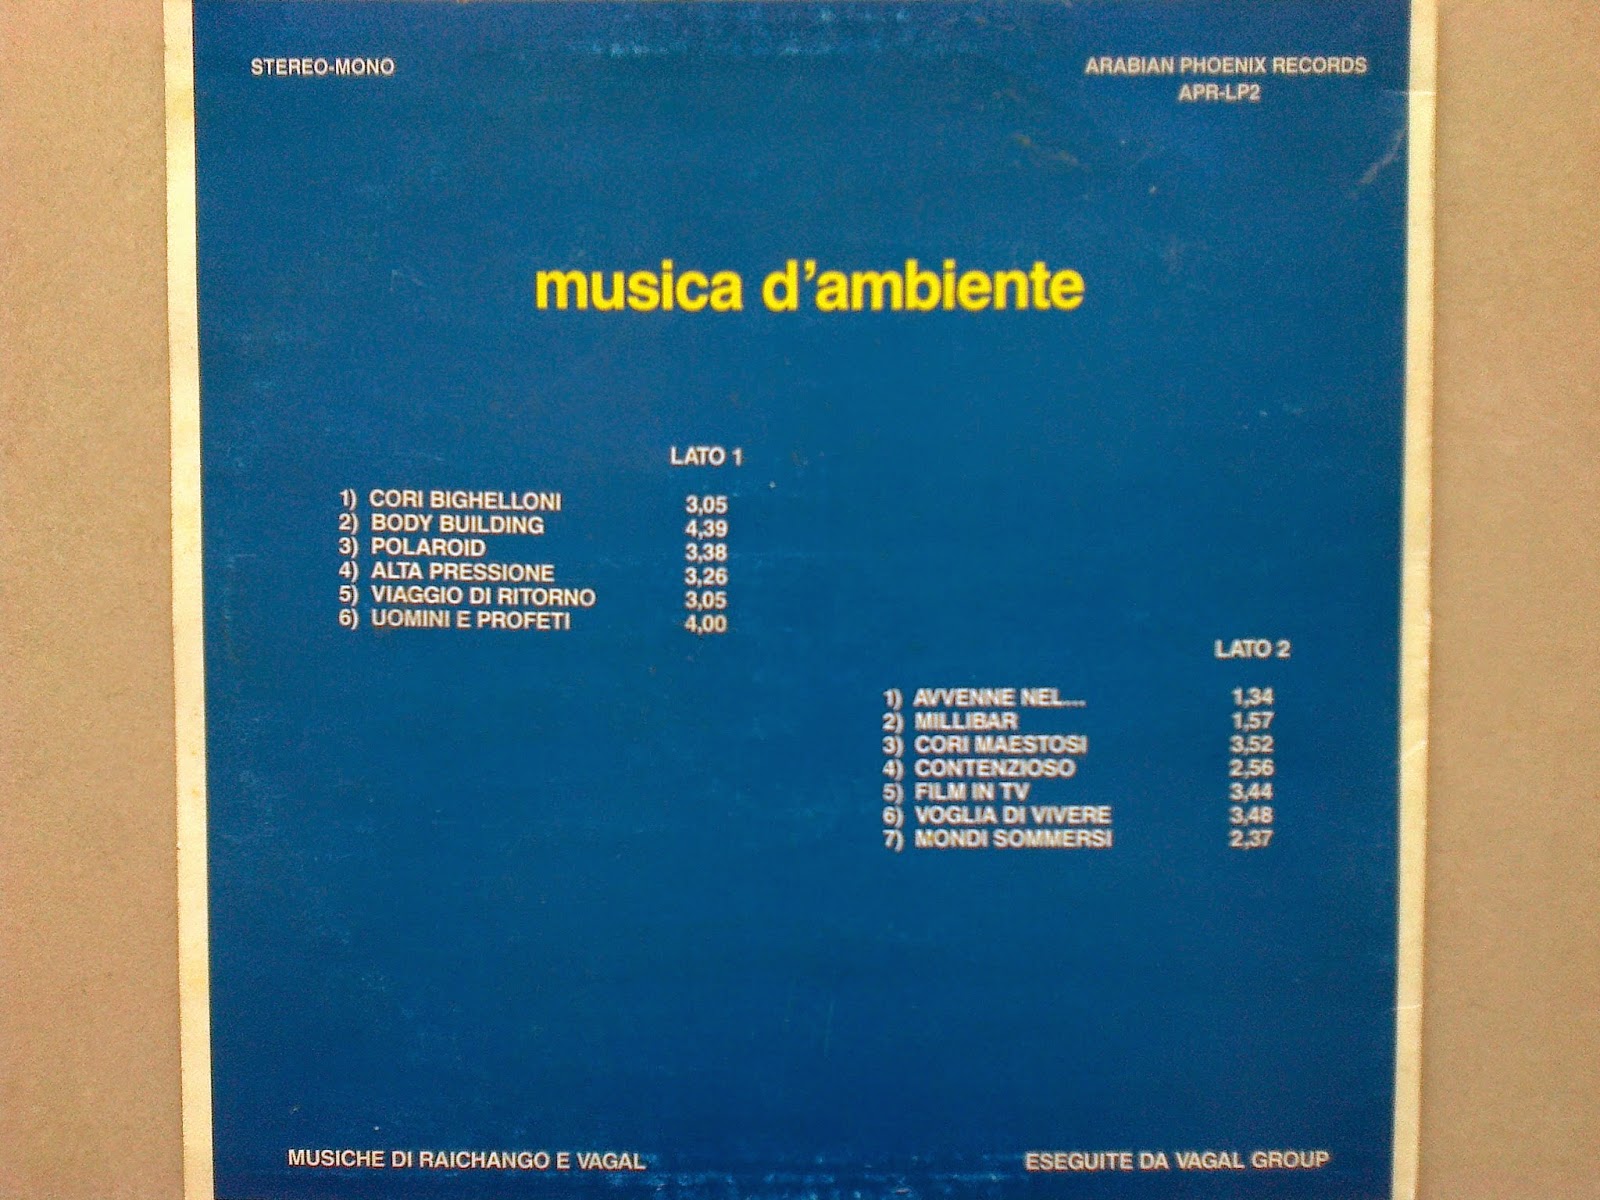 STEREO-MONO
ARABIAN PHOENIX RECORDS
APR-LP2
musica d'ambiente
LATO 1
1) CORI BIGHELLONI 3,05
2) BODY BUILDING 4,39
3) POLAROID 3,38
4) ALTA PRESSIONE 3,26
5) VIAGGIO DI RITORNO 3,05
6) UOMINI E PROFETI 4,00
LATO 2
1) AVVENNE NEL... 1,34
2) MILLIBAR 1,57
3) CORI MAESTOSI 3,52
4) CONTENZIOSO 2,56
5) FILM IN TV 3,44
6) VOGLIA DI VIVERE 3,48
7) MONDI SOMMERSI 2,37
MUSICHE DI RAICHANGO E VAGAL
ESEGUITE DA VAGAL GROUP